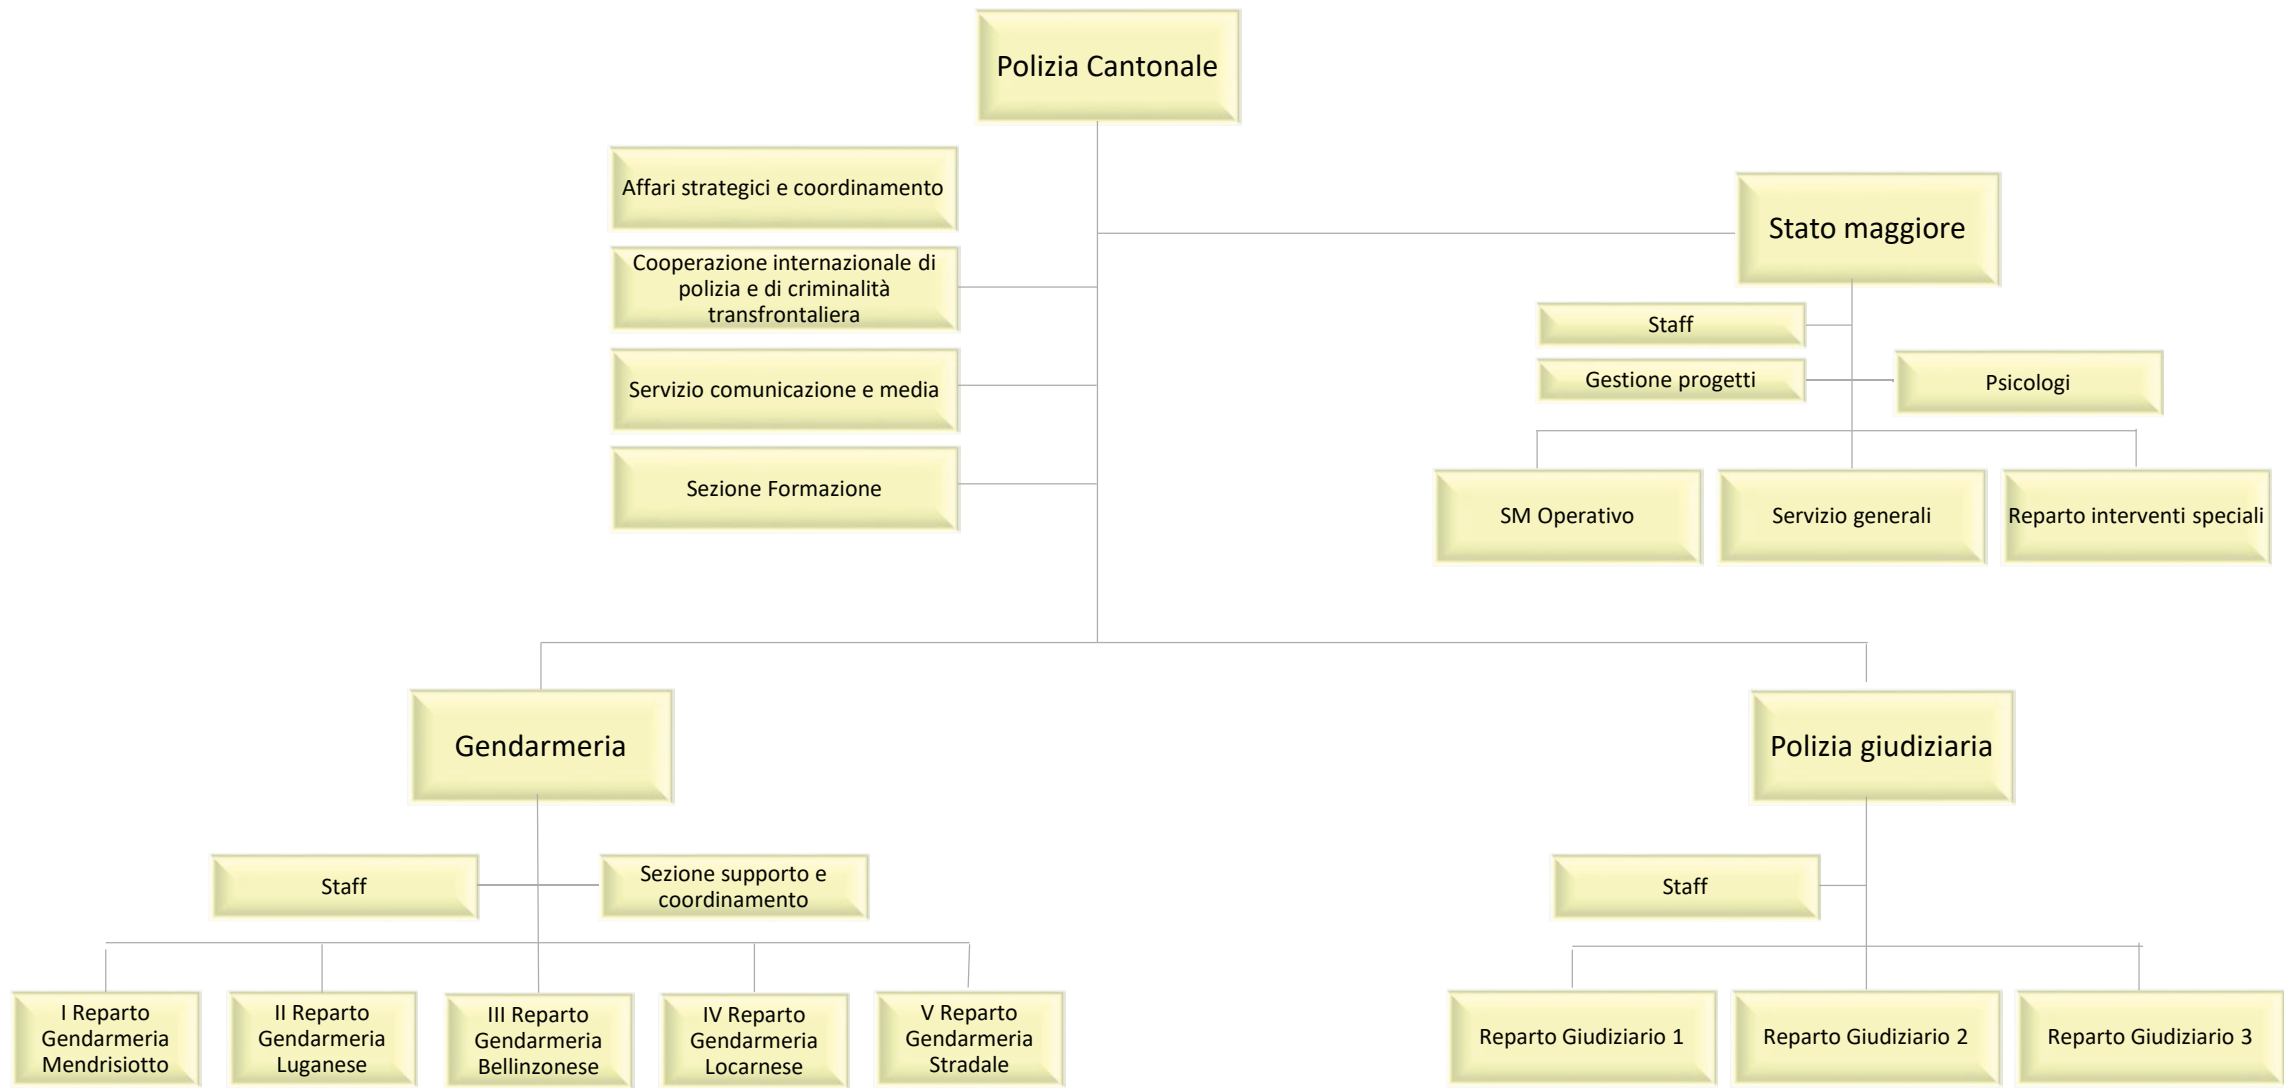 Polizia Cantonale
Affari strategici e coordinamento
Stato maggiore
Cooperazione internazionale di
polizia e di criminalità
transfrontaliera
Staff
Servizio comunicazione e media
Gestione progetti
Psicologi
Sezione Formazione
SM Operativo
Servizio generali
Reparto interventi speciali
Gendarmeria
Polizia giudiziaria
Staff
Sezione supporto e
coordinamento
Staff
I Reparto
Gendarmeria
Mendrisiotto
II Reparto
Gendarmeria
Luganese
III Reparto
Gendarmeria
Bellinzonese
IV Reparto
Gendarmeria
Locarnese
V Reparto
Gendarmeria
Stradale
Reparto Giudiziario 1
Reparto Giudiziario 2
Reparto Giudiziario 3